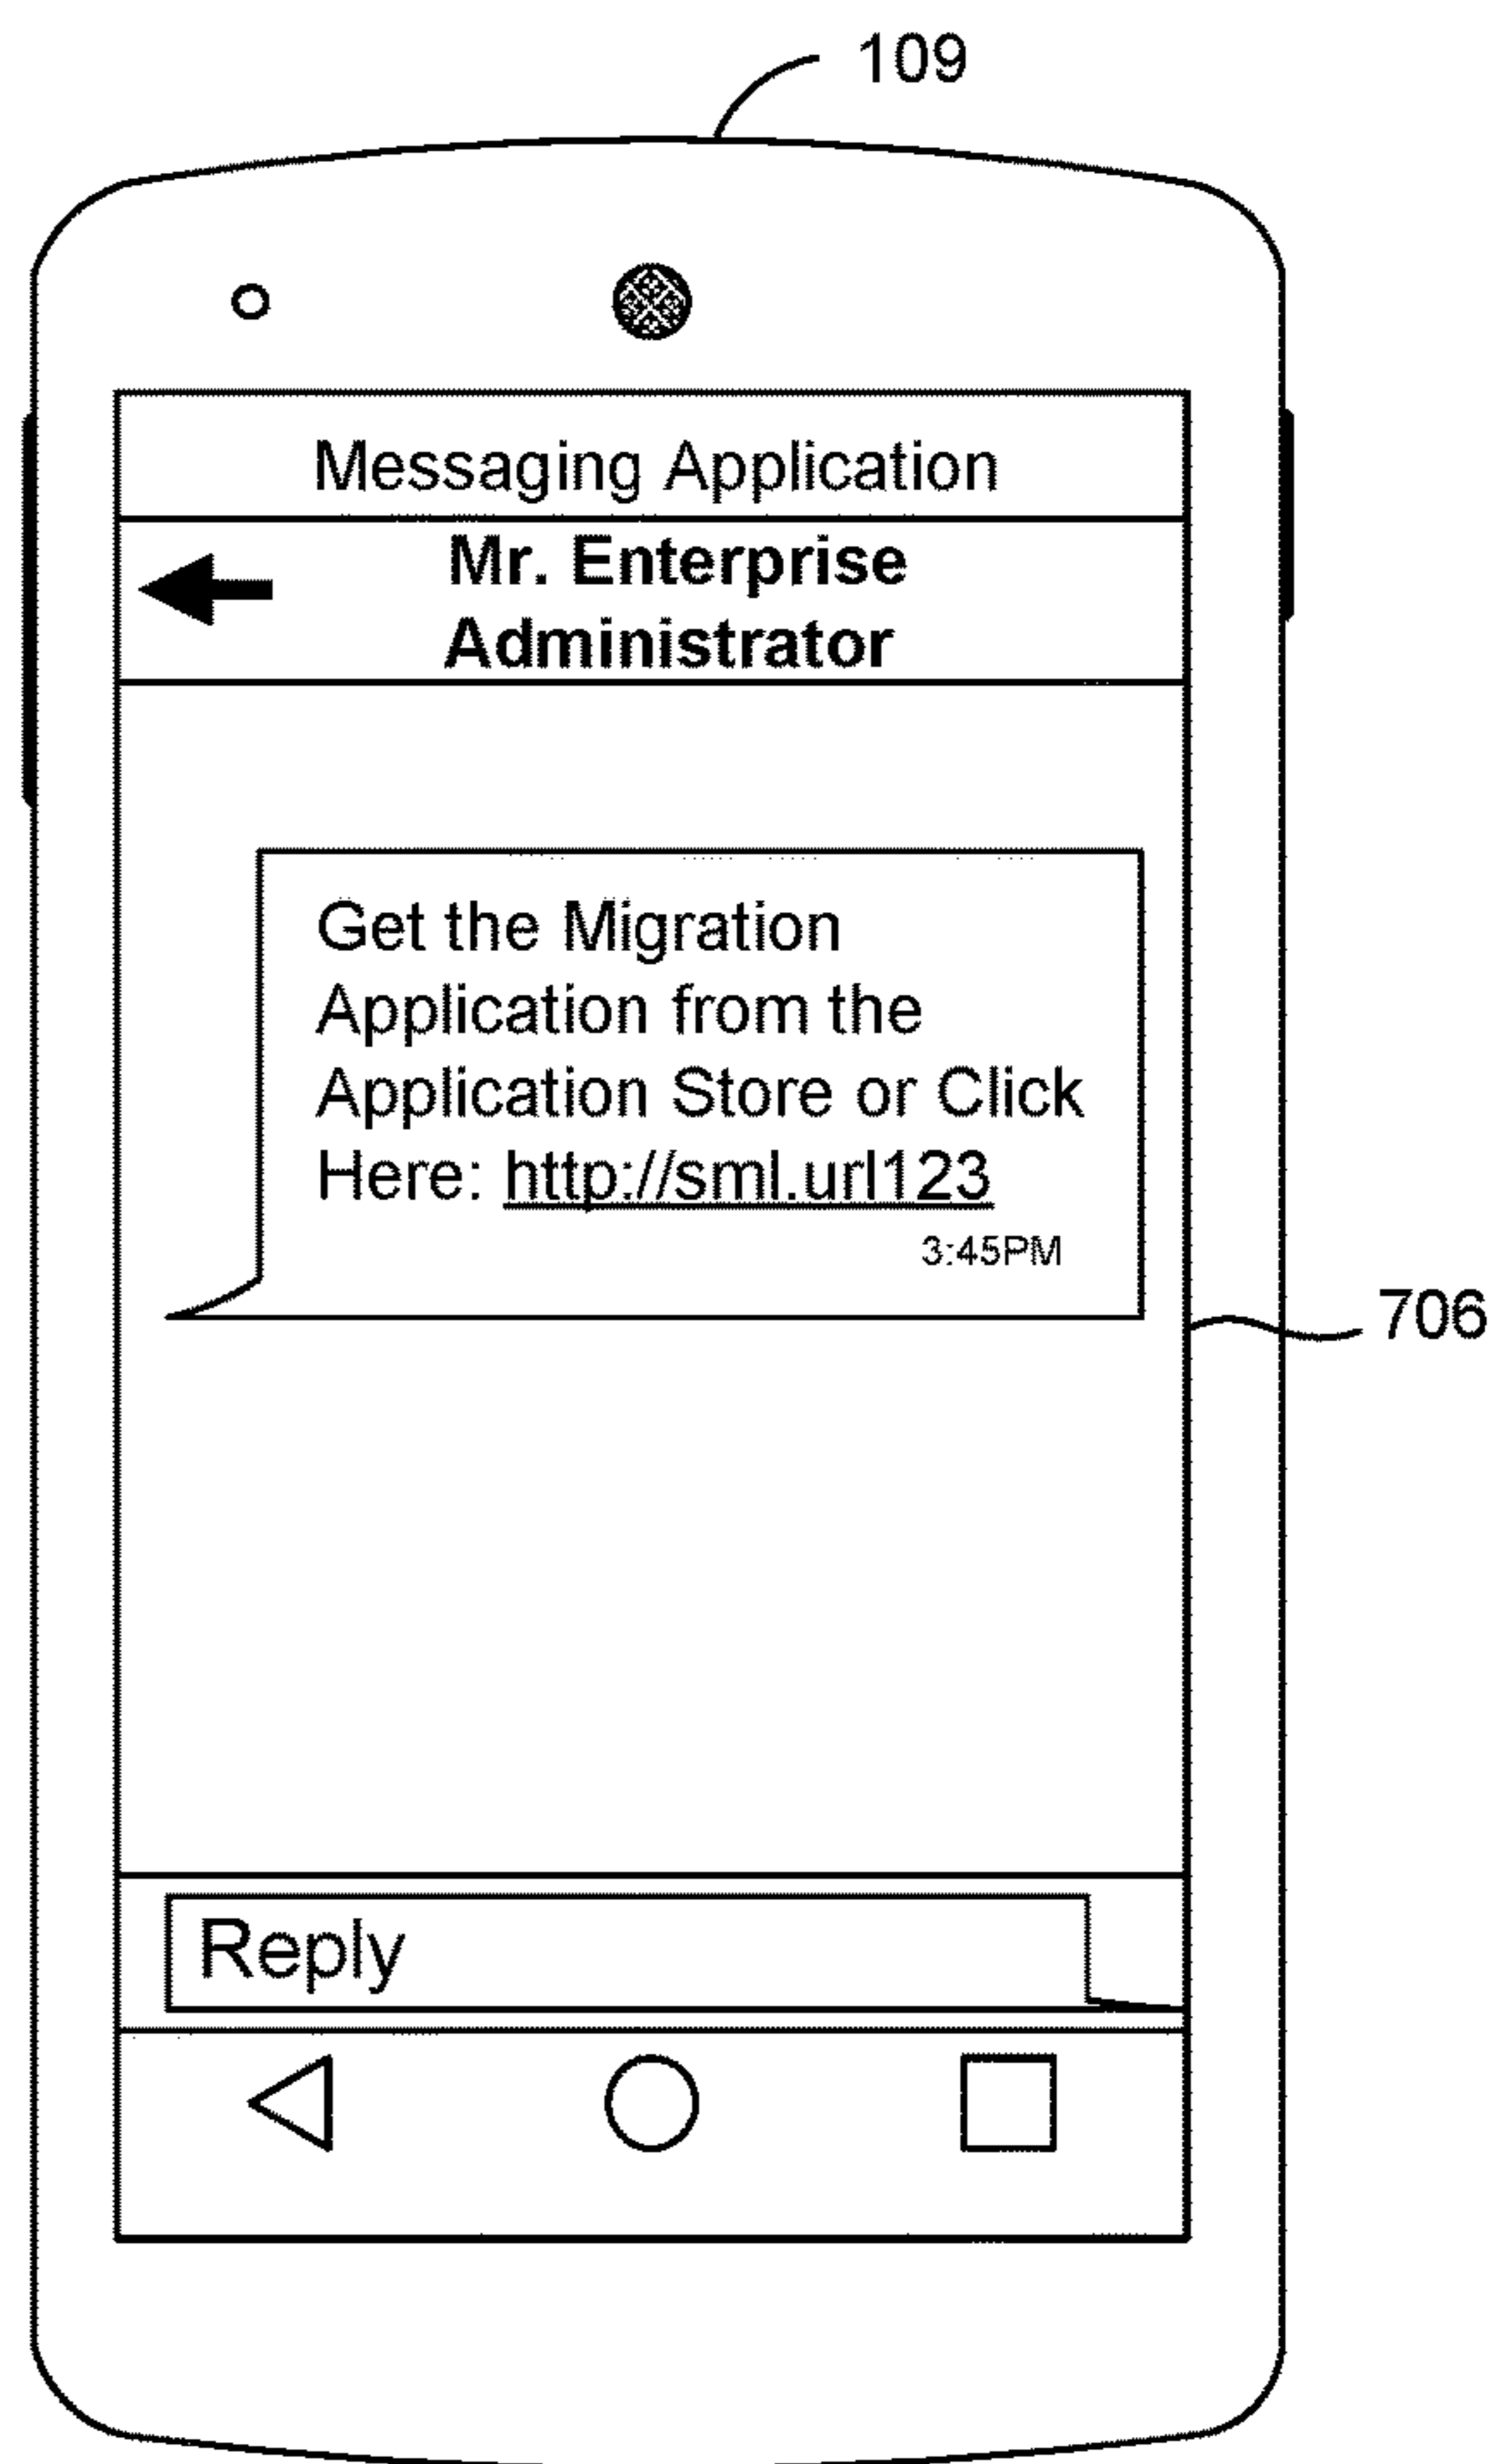 109
Messaging Application
Mr. Enterprise
Administrator
Get the Migration
Application from the
Application Store or Click
Here: http://sml.url123
3:45PM
706
Reply